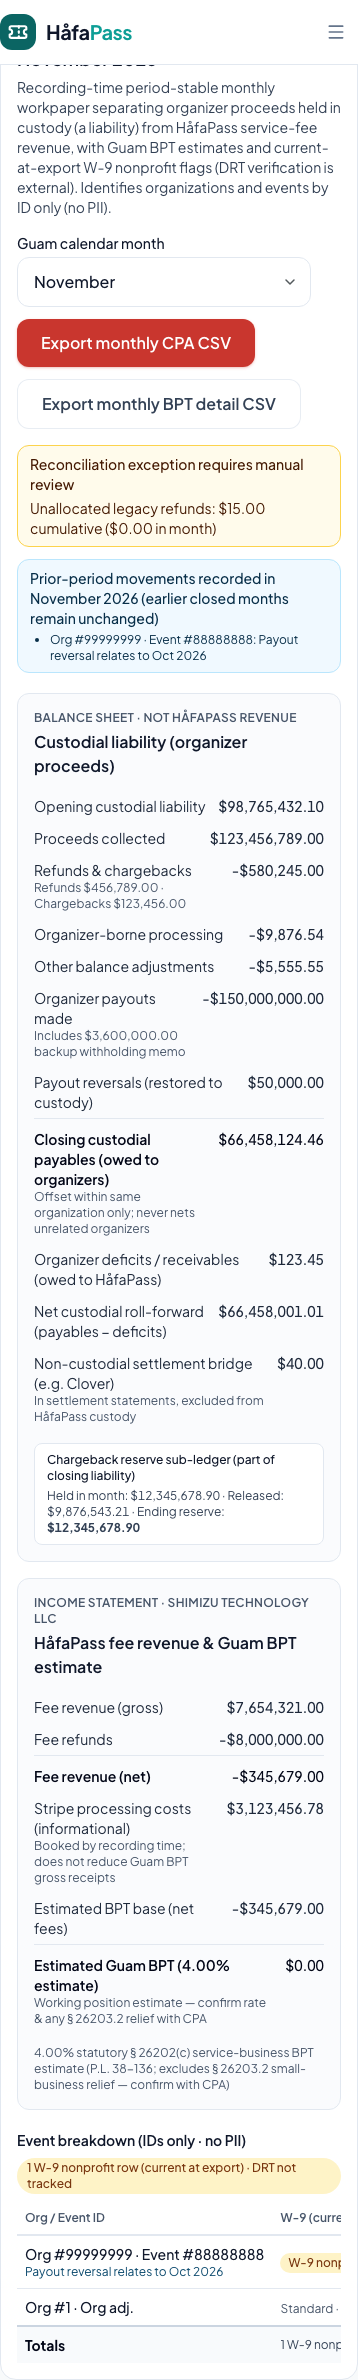 HåfaPass
Recording-time period-stable monthly
workpaper separating organizer proceeds held in
custody (a liability) from HåfaPass service-fee
revenue, with Guam BPT estimates and current-
at-export W-9 nonprofit flags (DRT verification is
external). Identifies organizations and events by
ID only (no PII).
Guam calendar month
November
Export monthly CPA CSV
Export monthly BPT detail CSV
Reconciliation exception requires manual
review
Unallocated legacy refunds: $15.00
cumulative ($0.00 in month)
Prior-period movements recorded in
November 2026 (earlier closed months
remain unchanged)
• Org #99999999 · Event #88888888: Payout
reversal relates to Oct 2026
BALANCE SHEET · NOT HÅFAPASS REVENUE
Custodial liability (organizer
proceeds)
Opening custodial liability $98,765,432.10
Proceeds collected $123,456,789.00
Refunds & chargebacks -$580,245.00
Refunds $456,789.00 ·
Chargebacks $123,456.00
Organizer-borne processing -$9,876.54
Other balance adjustments -$5,555.55
Organizer payouts -$150,000,000.00
made
Includes $3,600,000.00
backup withholding memo
Payout reversals (restored to $50,000.00
custody)
Closing custodial $66,458,124.46
payables (owed to
organizers)
Offset within same
organization only; never nets
unrelated organizers
Organizer deficits / receivables $123.45
(owed to HåfaPass)
Net custodial roll-forward $66,458,001.01
(payables − deficits)
Non-custodial settlement bridge $40.00
(e.g. Clover)
In settlement statements, excluded from
HåfaPass custody
Chargeback reserve sub-ledger (part of
closing liability)
Held in month: $12,345,678.90 · Released:
$9,876,543.21 · Ending reserve:
$12,345,678.90
INCOME STATEMENT · SHIMIZU TECHNOLOGY
LLC
HåfaPass fee revenue & Guam BPT
estimate
Fee revenue (gross) $7,654,321.00
Fee refunds -$8,000,000.00
Fee revenue (net) -$345,679.00
Stripe processing costs $3,123,456.78
(informational)
Booked by recording time;
does not reduce Guam BPT
gross receipts
Estimated BPT base (net -$345,679.00
fees)
Estimated Guam BPT (4.00% $0.00
estimate)
Working position estimate — confirm rate
& any § 26203.2 relief with CPA
4.00% statutory § 26202(c) service-business BPT
estimate (P.L. 38-136; excludes § 26203.2 small-
business relief — confirm with CPA)
Event breakdown (IDs only · no PII)
1 W-9 nonprofit row (current at export) · DRT not
tracked
Org / Event ID W-9 (curre
Org #99999999 · Event #88888888 W-9 nonp
Payout reversal relates to Oct 2026
Org #1 · Org adj. Standard ·
Totals 1 W-9 nonp